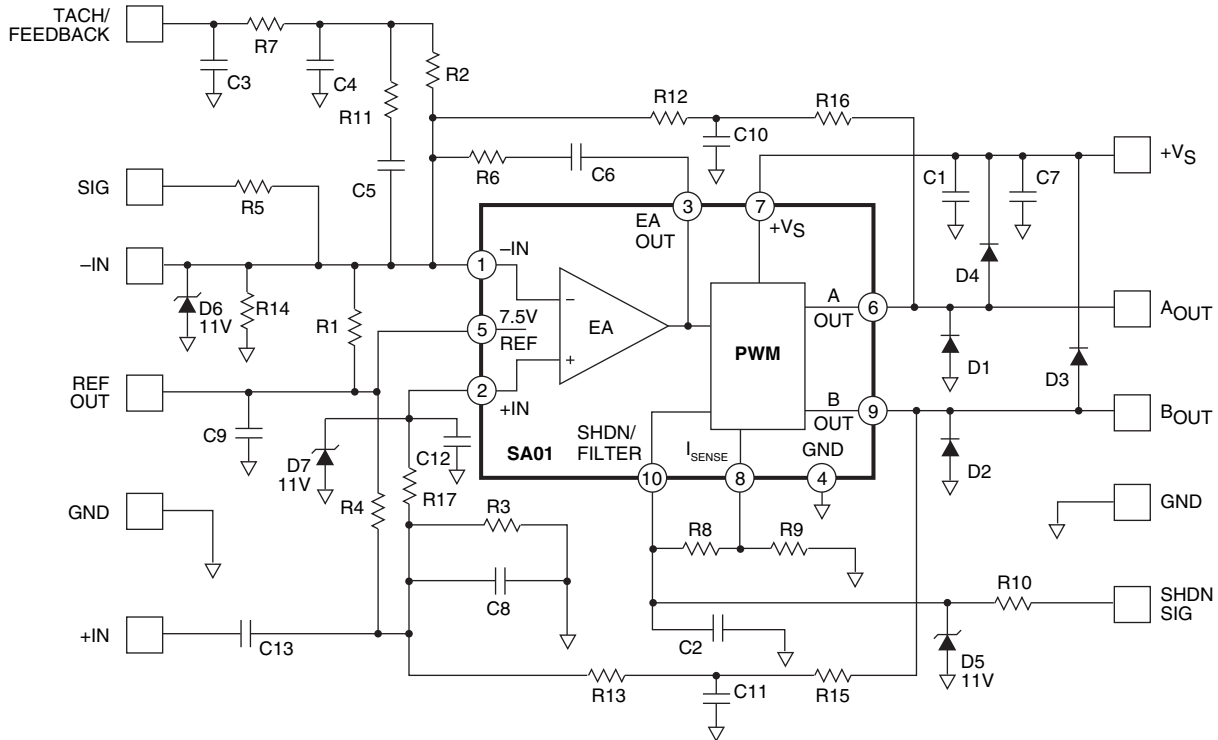 TACH/
FEEDBACK
R7
C3
C4
R2
R11
C5
R12
R16
C10
R6
C6
+VS
C1
C7
SIG
R5
3
7
EA
OUT
+VS
D4
–IN
1
–IN
D6
11V
R14
R1
5
7.5V
REF
–
EA
+
PWM
A
OUT
6
AOUT
D1
D3
REF
OUT
2
+IN
B
OUT
9
BOUT
C9
D7
11V
C12
SHDN/
FILTER
ISENSE
GND
SA01
10
8
4
D2
R4
R17
GND
R3
R8
R9
GND
C8
R10
SHDN
SIG
+IN
C13
C2
D5
11V
R13
C11
R15